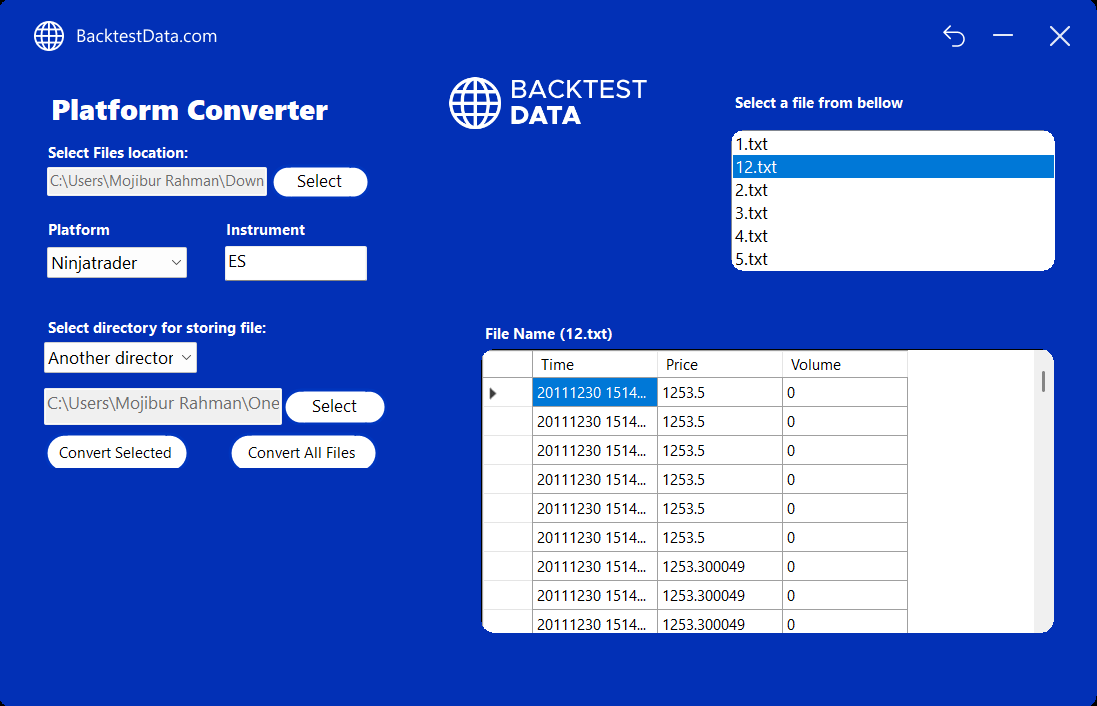 BacktestData.com
BACKTEST
DATA
Platform Converter
Select Files location:
C:\Users\Mojibur Rahman\Down
Select
Platform
Instrument
Ninjatrader
ES
Select directory for storing file:
Another director
C:\Users\Mojibur Rahman\One
Select
Convert Selected
Convert All Files
Select a file from bellow
1.txt
12.txt
2.txt
3.txt
4.txt
5.txt
File Name (12.txt)
Time Price Volume
20111230 1514... 1253.5 0
20111230 1514... 1253.5 0
20111230 1514... 1253.5 0
20111230 1514... 1253.5 0
20111230 1514... 1253.5 0
20111230 1514... 1253.5 0
20111230 1514... 1253.300049 0
20111230 1514... 1253.300049 0
20111230 1514... 1253.300049 0